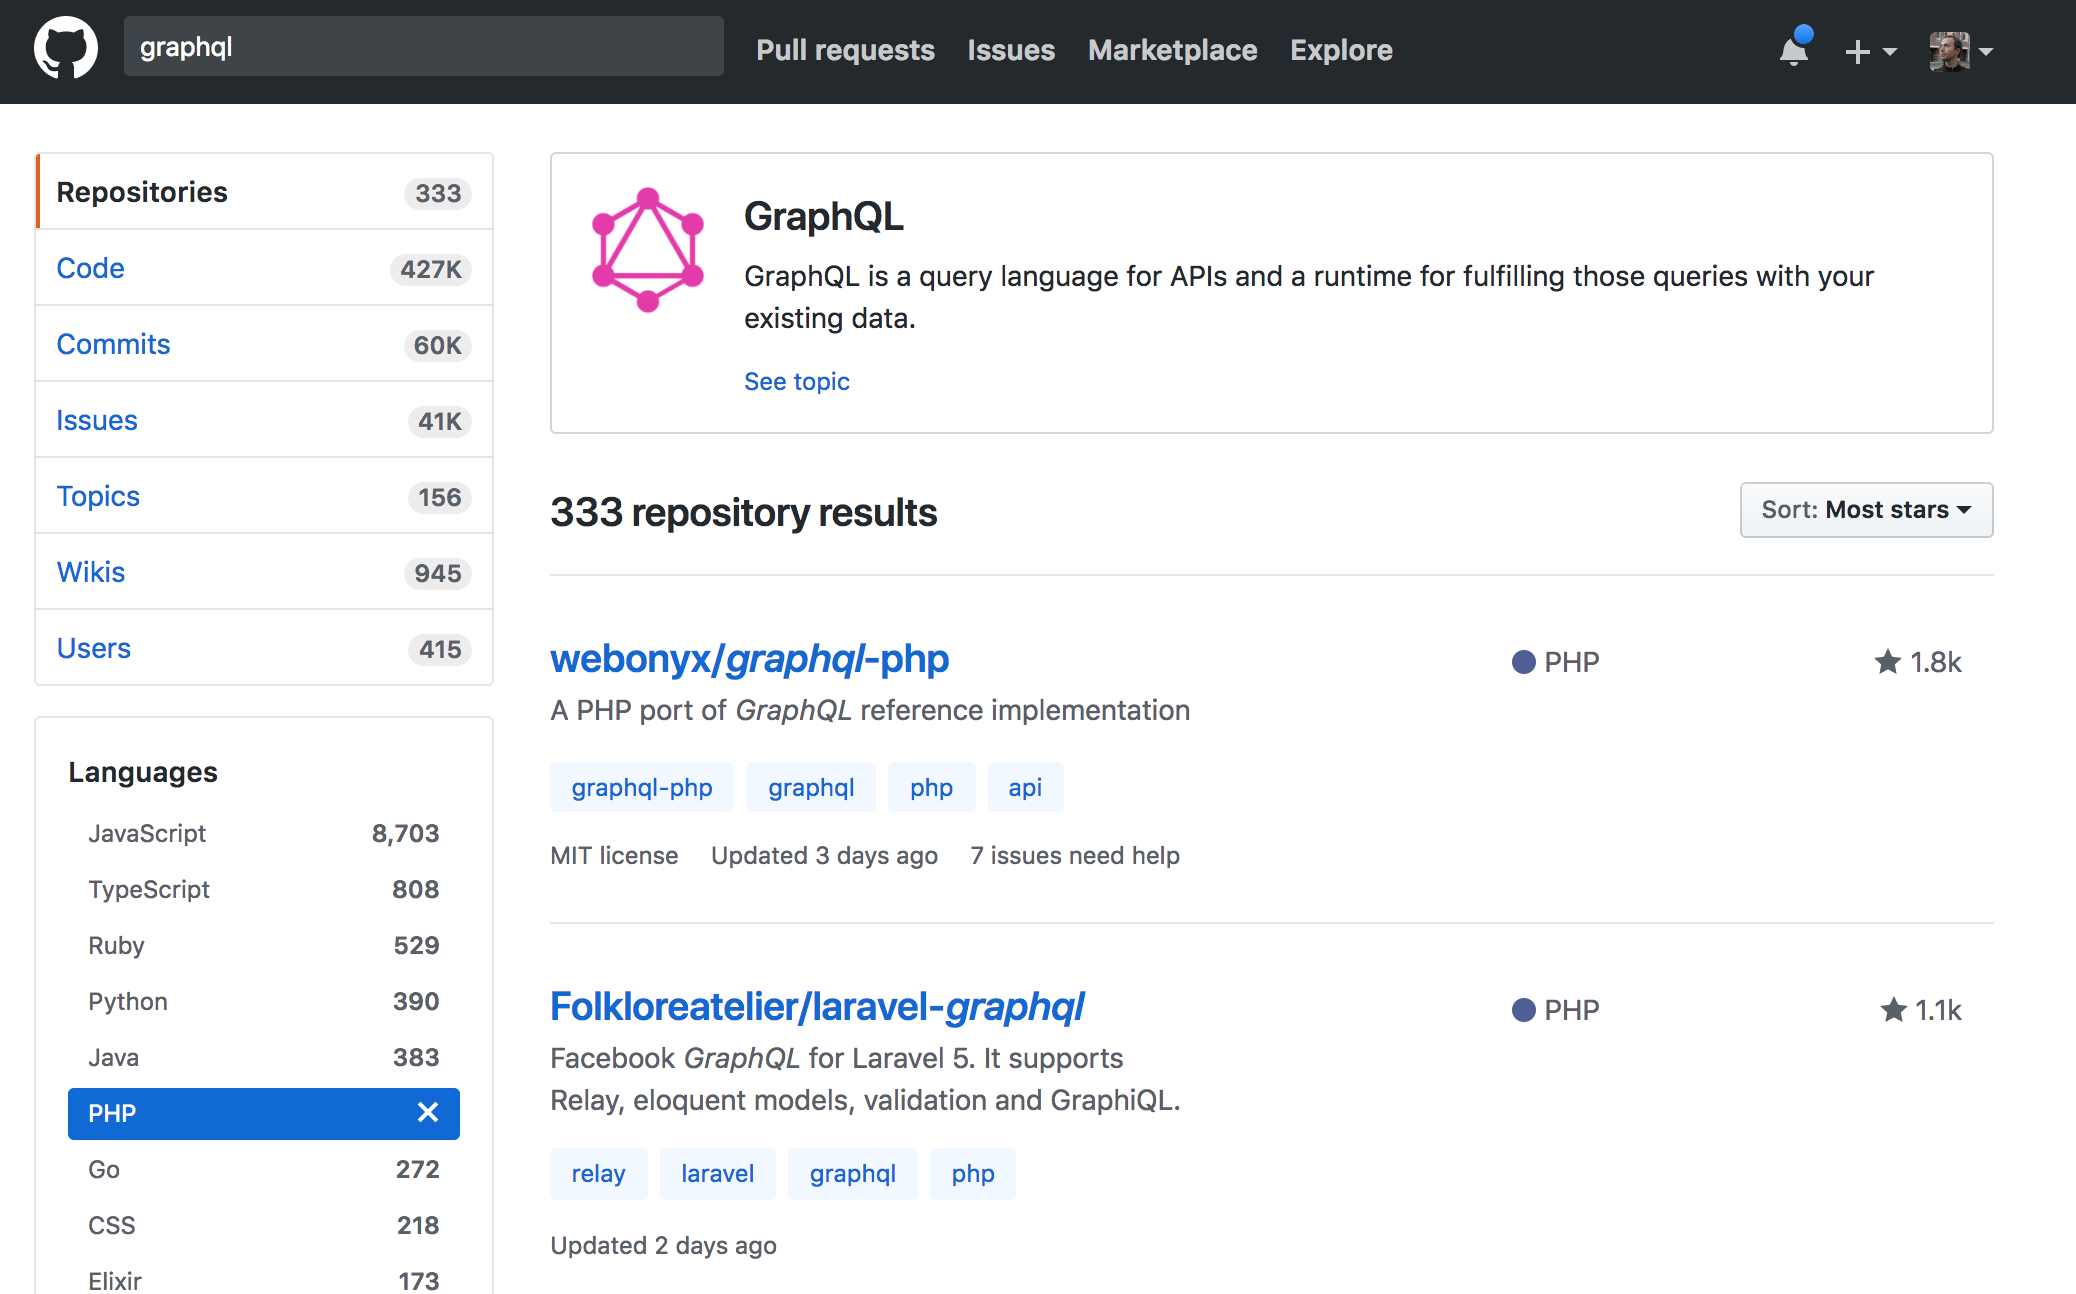 graphql
Pull requests Issues Marketplace Explore
Repositories 333
Code 427K
Commits 60K
Issues 41K
Topics 156
Wikis 945
Users 415
Languages
JavaScript 8,703
TypeScript 808
Ruby 529
Python 390
Java 383
PHP
Go 272
CSS 218
Elixir 173
GraphQL
GraphQL is a query language for APIs and a runtime for fulfilling those queries with your
existing data.
See topic
333 repository results
Sort: Most stars
webonyx/graphql-php
PHP
1.8k
A PHP port of GraphQL reference implementation
graphql-php graphql php api
MIT license Updated 3 days ago 7 issues need help
Folkloreatelier/laravel-graphql
PHP
1.1k
Facebook GraphQL for Laravel 5. It supports
Relay, eloquent models, validation and GraphiQL.
relay laravel graphql php
Updated 2 days ago